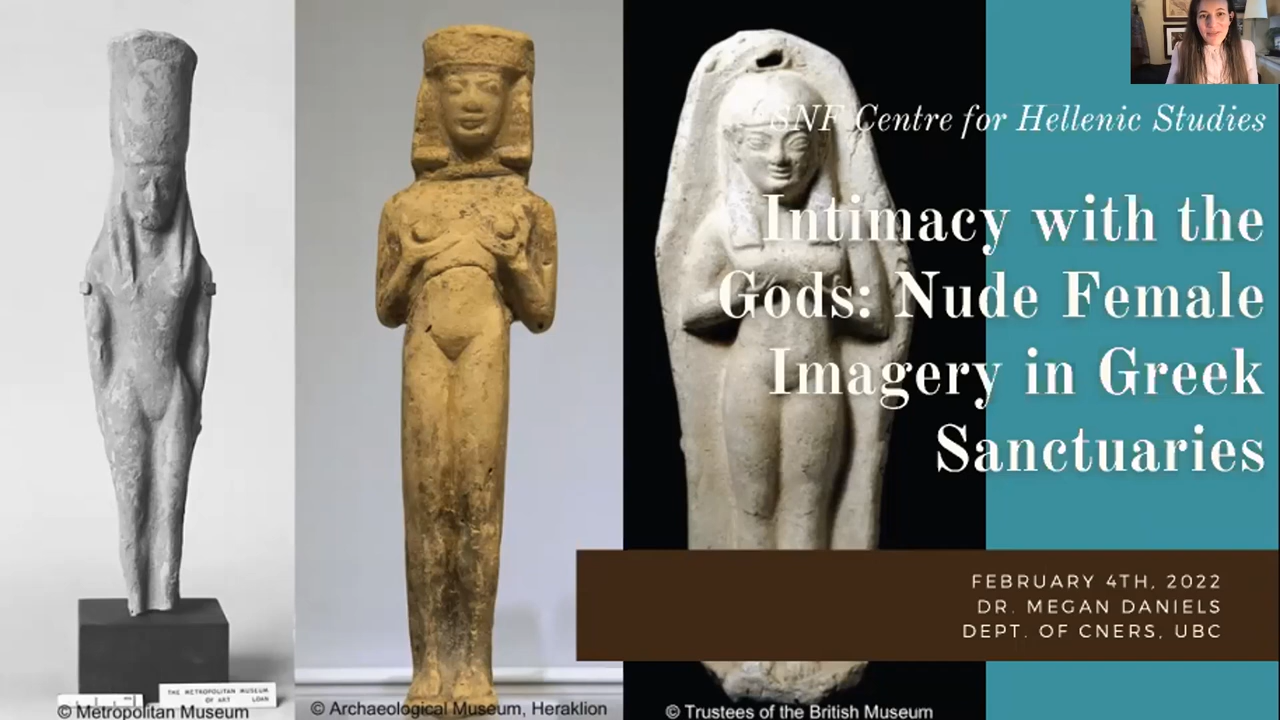 SNF Centre for Hellenic Studies
Intimacy with the
Gods: Nude Female
Imagery in Greek
Sanctuaries
FEBRUARY 4TH, 2022
DR. MEGAN DANIELS
DEPT. OF CNERS, UBC
THE METROPOLITAN MUSEUM
OF ART LOAN
© Metropolitan Museum
© Archaeological Museum, Heraklion
© Trustees of the British Museum